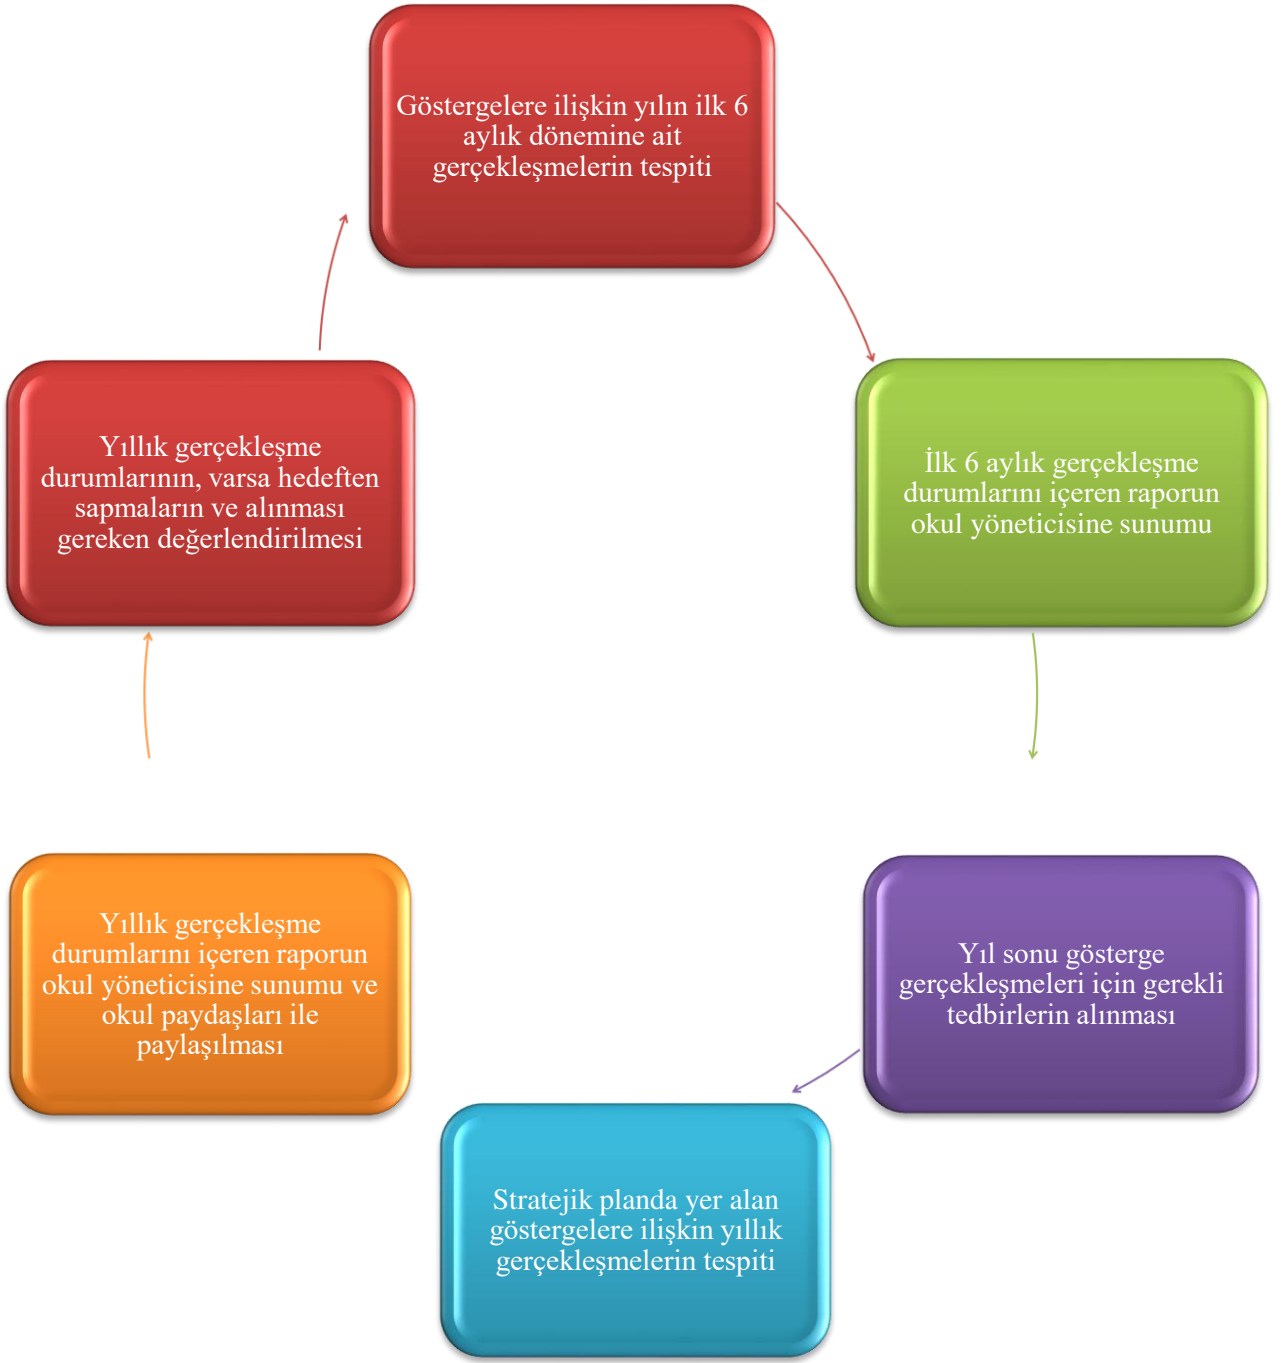 Göstergelere ilişkin yılın ilk 6
aylık dönemine ait
gerçekleşmelerin tespiti
İlk 6 aylık gerçekleşme
durumlarını içeren raporun
okul yöneticisine sunumu
Yıl sonu gösterge
gerçekleşmeleri için gerekli
tedbirlerin alınması
Stratejik planda yer alan
göstergelere ilişkin yıllık
gerçekleşmelerin tespiti
Yıllık gerçekleşme
durumlarını içeren raporun
okul yöneticisine sunumu ve
okul paydaşları ile
paylaşılması
Yıllık gerçekleşme
durumlarının, varsa hedeften
sapmaların ve alınması
gereken değerlendirilmesi